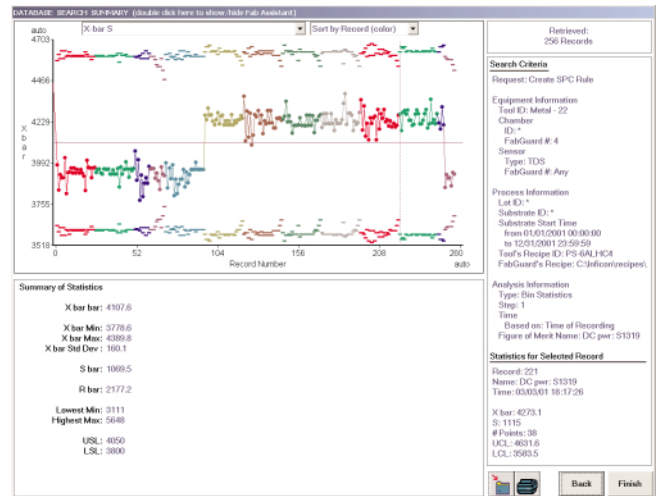 DATABASE SEARCH SUMMARY (double click here to show/hide Fab Assistant)
auto
X-bar S
Sort by Record (color)
4703
4466
4229
3992
3755
3518
X
b
a
r
0
52
104
156
208
260
Record Number
auto
Retrieved:
256 Records
Search Criteria
Request: Create SPC Rule
Equipment Information
Tool ID: Metal - 22
Chamber
ID: *
FabGuard #: 4
Sensor
Type: TDS
FabGuard #: Any
Process Information
Lot ID: *
Substrate ID: *
Substrate Start Time
from 01/01/2001 00:00:00
to 12/31/2001 23:59:59
Tool's Recipe ID: PS-6ALHC4
FabGuard's Recipe: C:\Inficon\recipes\
Analysis Information
Type: Bin Statistics
Step: 1
Time
Based on: Time of Recording
Figure of Merit Name: DC pwr: S1319
Statistics for Selected Record
Record: 221
Name: DC pwr: S1319
Time: 03/03/01 18:17:26
X bar: 4273.1
S: 1115
# Points: 38
UCL: 4631.6
LCL: 3583.5
Summary of Statistics
X bar bar: 4107.6
X bar Min: 3778.6
X bar Max: 4389.8
X bar Std Dev : 160.1
S bar: 1069.5
R bar: 2177.2
Lowest Min: 3111
Highest Max: 5648
USL: 4050
LSL: 3800
Back
Finish